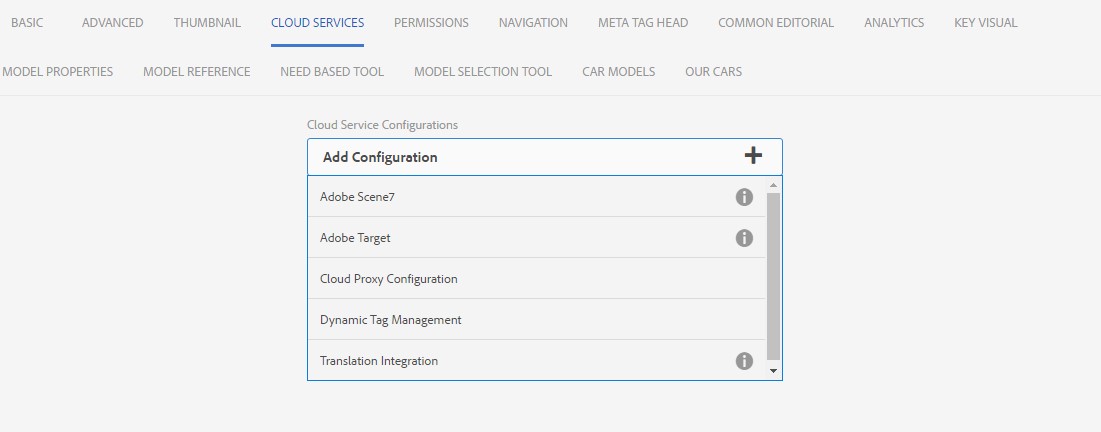 BASIC ADVANCED THUMBNAIL CLOUD SERVICES PERMISSIONS NAVIGATION META TAG HEAD COMMON EDITORIAL ANALYTICS KEY VISUAL
MODEL PROPERTIES MODEL REFERENCE NEED BASED TOOL MODEL SELECTION TOOL CAR MODELS OUR CARS
Cloud Service Configurations
Add Configuration
Adobe Scene7
Adobe Target
Cloud Proxy Configuration
Dynamic Tag Management
Translation Integration